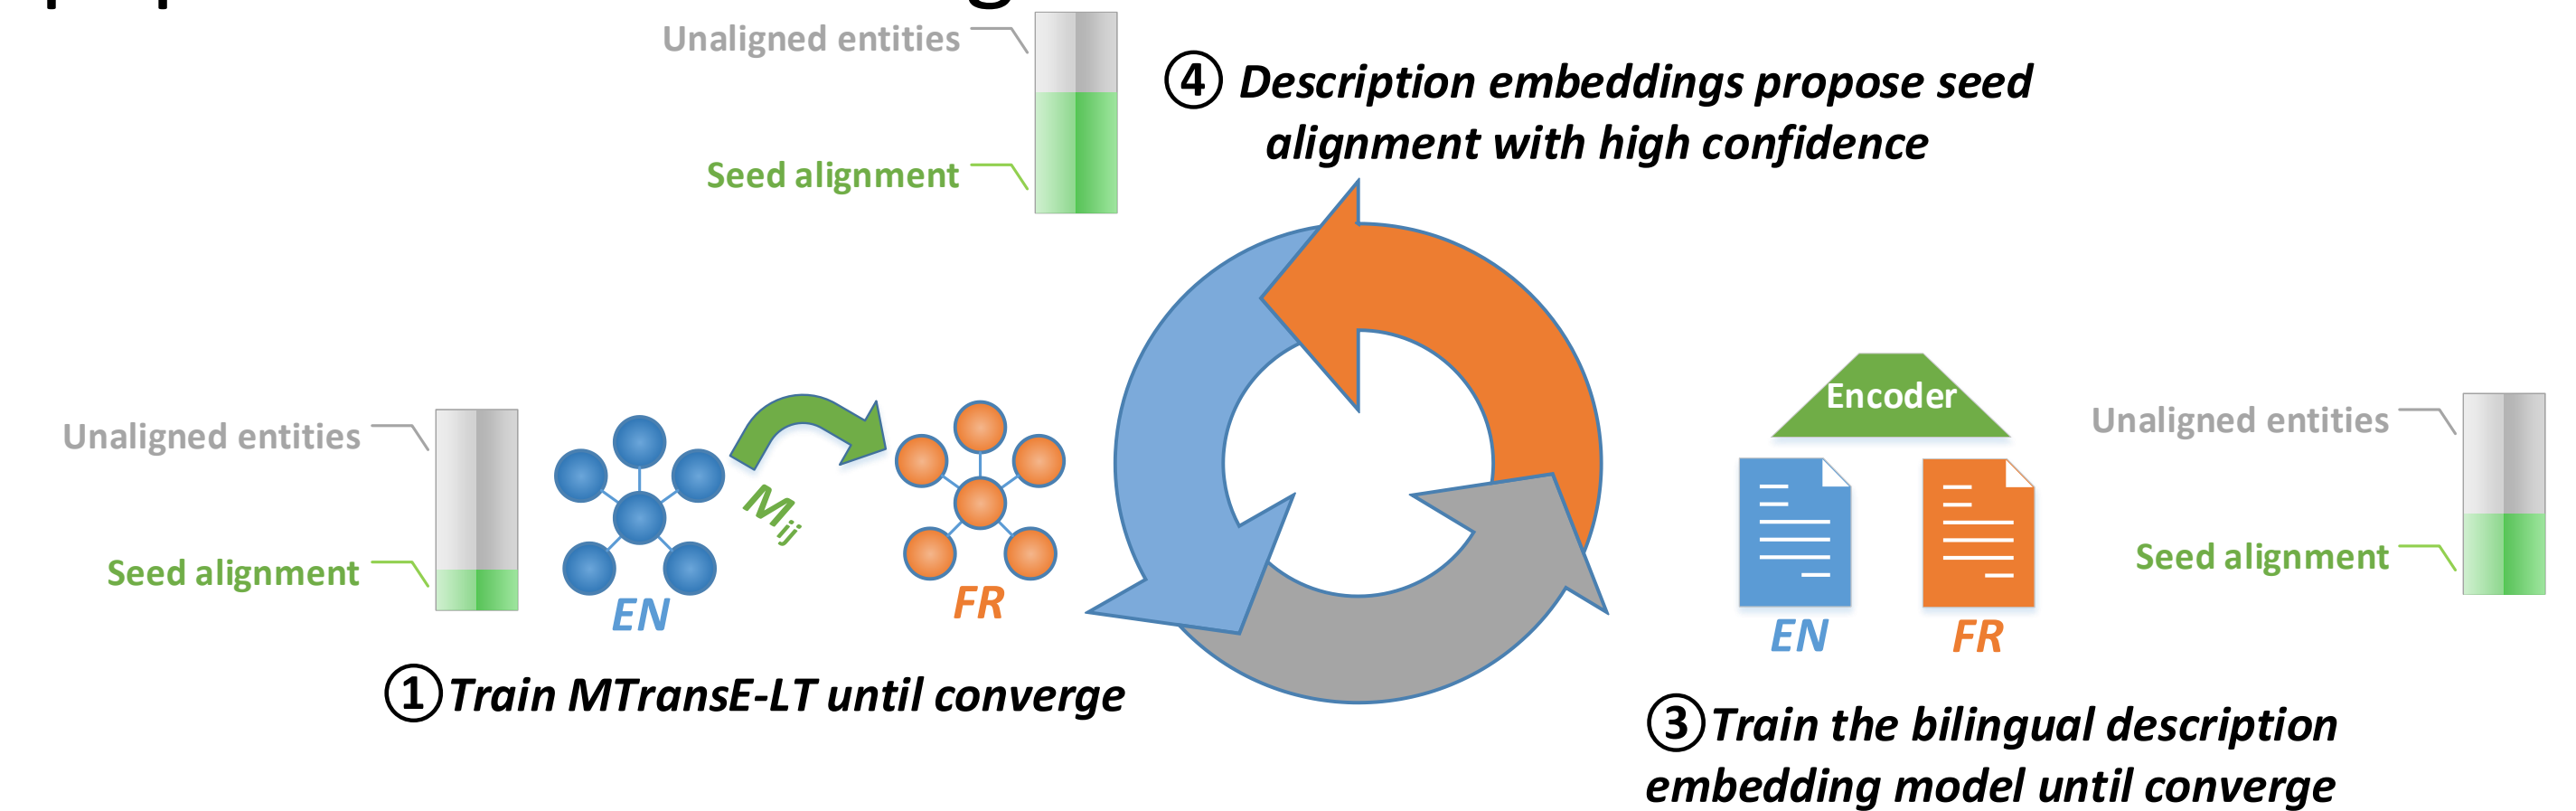 Unaligned entities
Seed alignment
④ Description embeddings propose seed
alignment with high confidence
Unaligned entities
Seed alignment
M_ij
EN
FR
① Train MTransE-LT until converge
Encoder
EN
FR
Unaligned entities
Seed alignment
③ Train the bilingual description
embedding model until converge